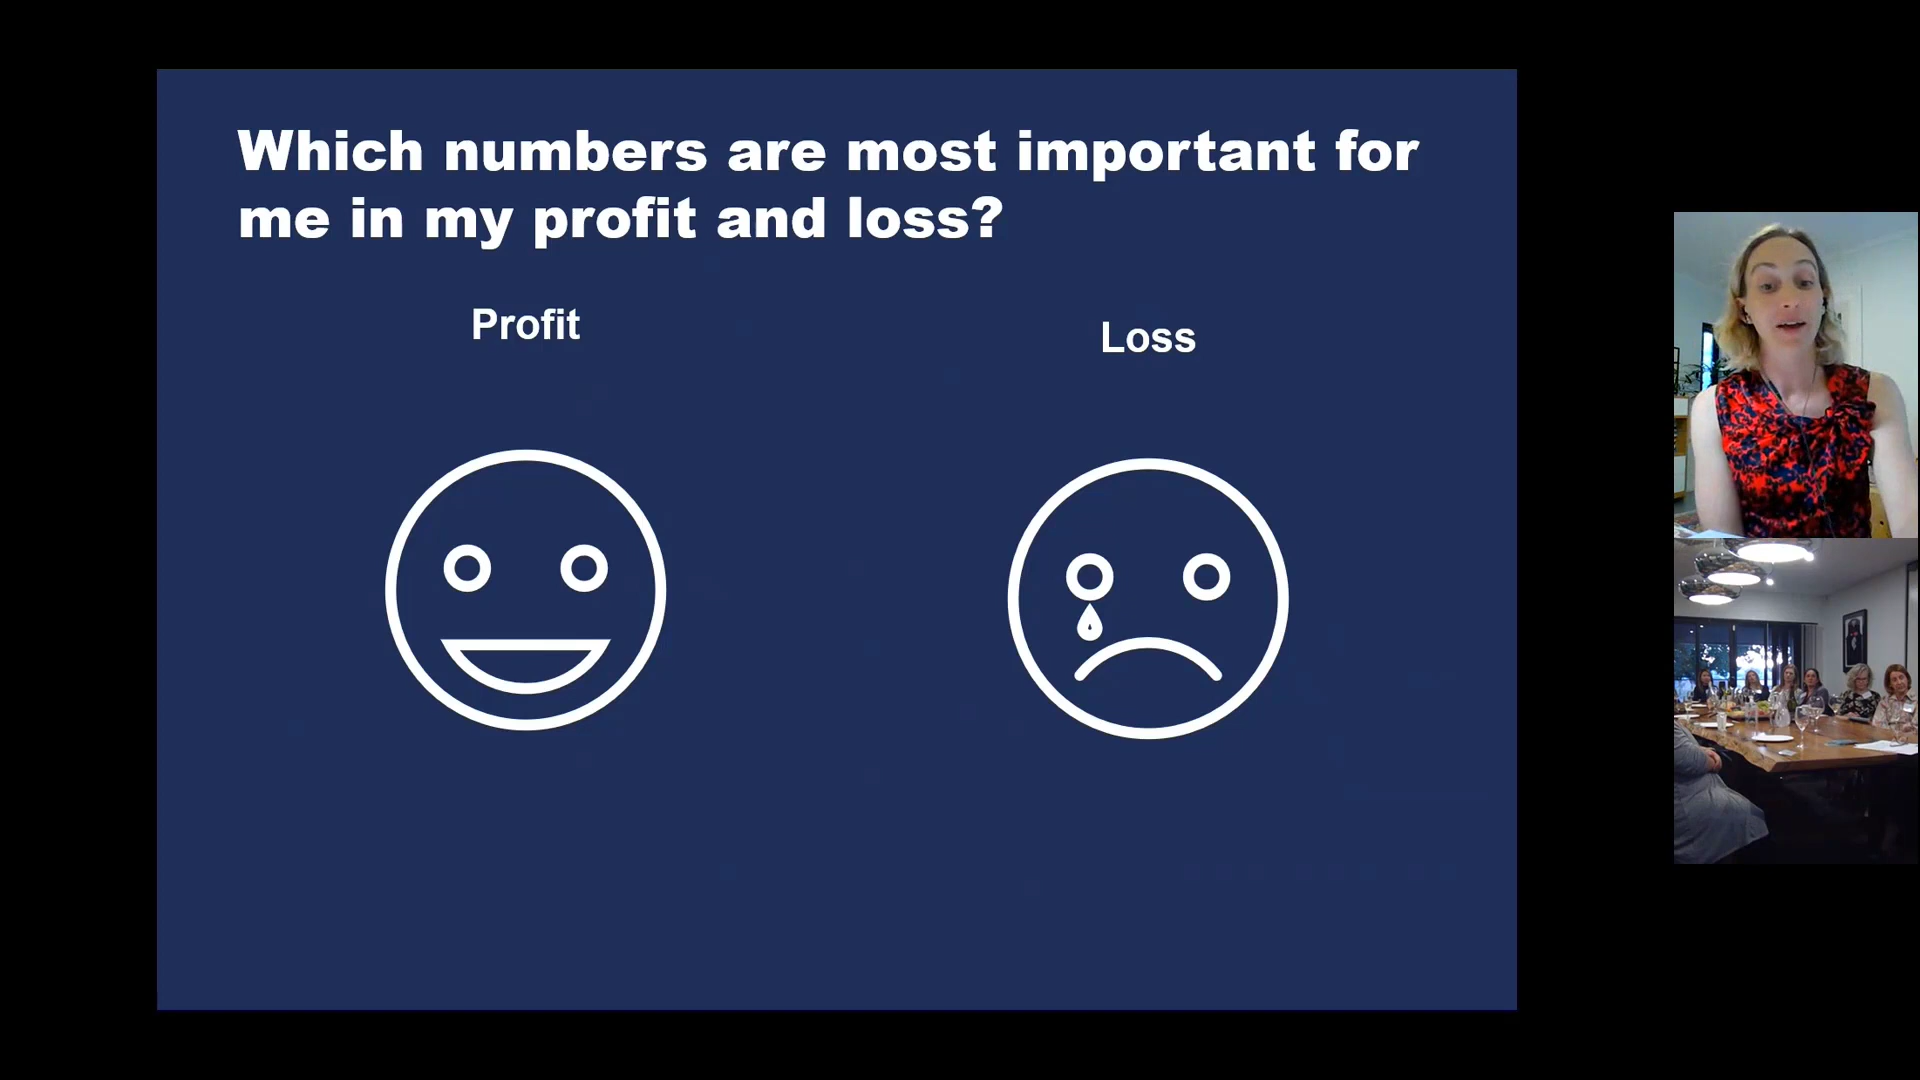 Which numbers are most important for
me in my profit and loss?
Profit
Loss